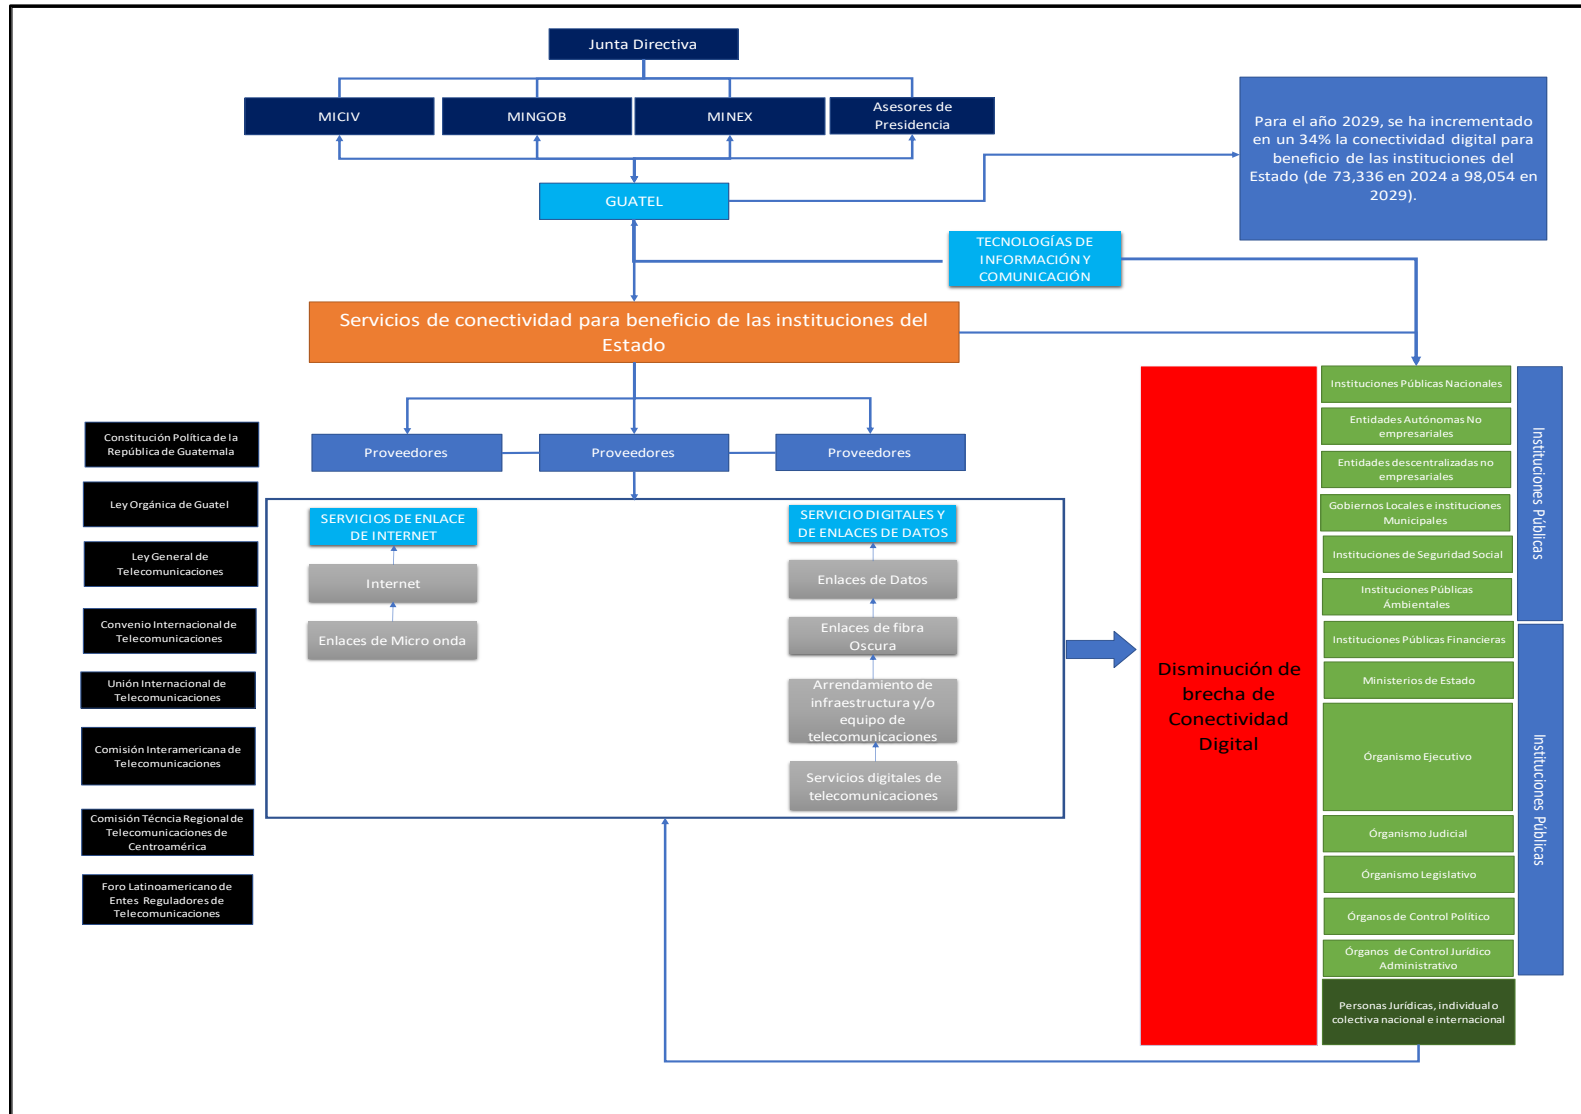 Junta Directiva
MICIV
MINGOB
MINEX
Asesores de
Presidencia
Para el año 2029, se ha incrementado
en un 34% la conectividad digital para
beneficio de las instituciones del
Estado (de 73,336 en 2024 a 98,054 en
2029).
GUATEL
TECNOLOGÍAS DE
INFORMACIÓN Y
COMUNICACIÓN
Servicios de conectividad para beneficio de las instituciones del
Estado
Proveedores
Proveedores
Proveedores
Constitución Política de la
República de Guatemala
Ley Orgánica de Guatel
Ley General de
Telecomunicaciones
Convenio Internacional de
Telecomunicaciones
Unión Internacional de
Telecomunicaciones
Comisión Interamericana de
Telecomunicaciones
Comisión Técncia Regional de
Telecomunicaciones de
Centroamérica
Foro Latinoamericano de
Entes Reguladores de
Telecomunicaciones
SERVICIOS DE ENLACE
DE INTERNET
Internet
Enlaces de Micro onda
SERVICIO DIGITALES Y
DE ENLACES DE DATOS
Enlaces de Datos
Enlaces de fibra
Oscura
Arrendamiento de
infraestructura y/o
equipo de
telecomunicaciones
Servicios digitales de
telecomunicaciones
Disminución de
brecha de
Conectividad
Digital
Instituciones Públicas Nacionales
Entidades Autónomas No
empresariales
Entidades descentralizadas no
empresariales
Gobiernos Locales e instituciones
Municipales
Instituciones de Seguridad Social
Instituciones Públicas
Ámbientales
Instituciones Públicas Financieras
Ministerios de Estado
Órganismo Ejecutivo
Órganismo Judicial
Órganismo Legislativo
Órganos de Control Político
Órganos de Control Jurídico
Administrativo
Personas Jurídicas, individual o
colectiva nacional e internacional
Instituciones Públicas
Instituciones Públicas